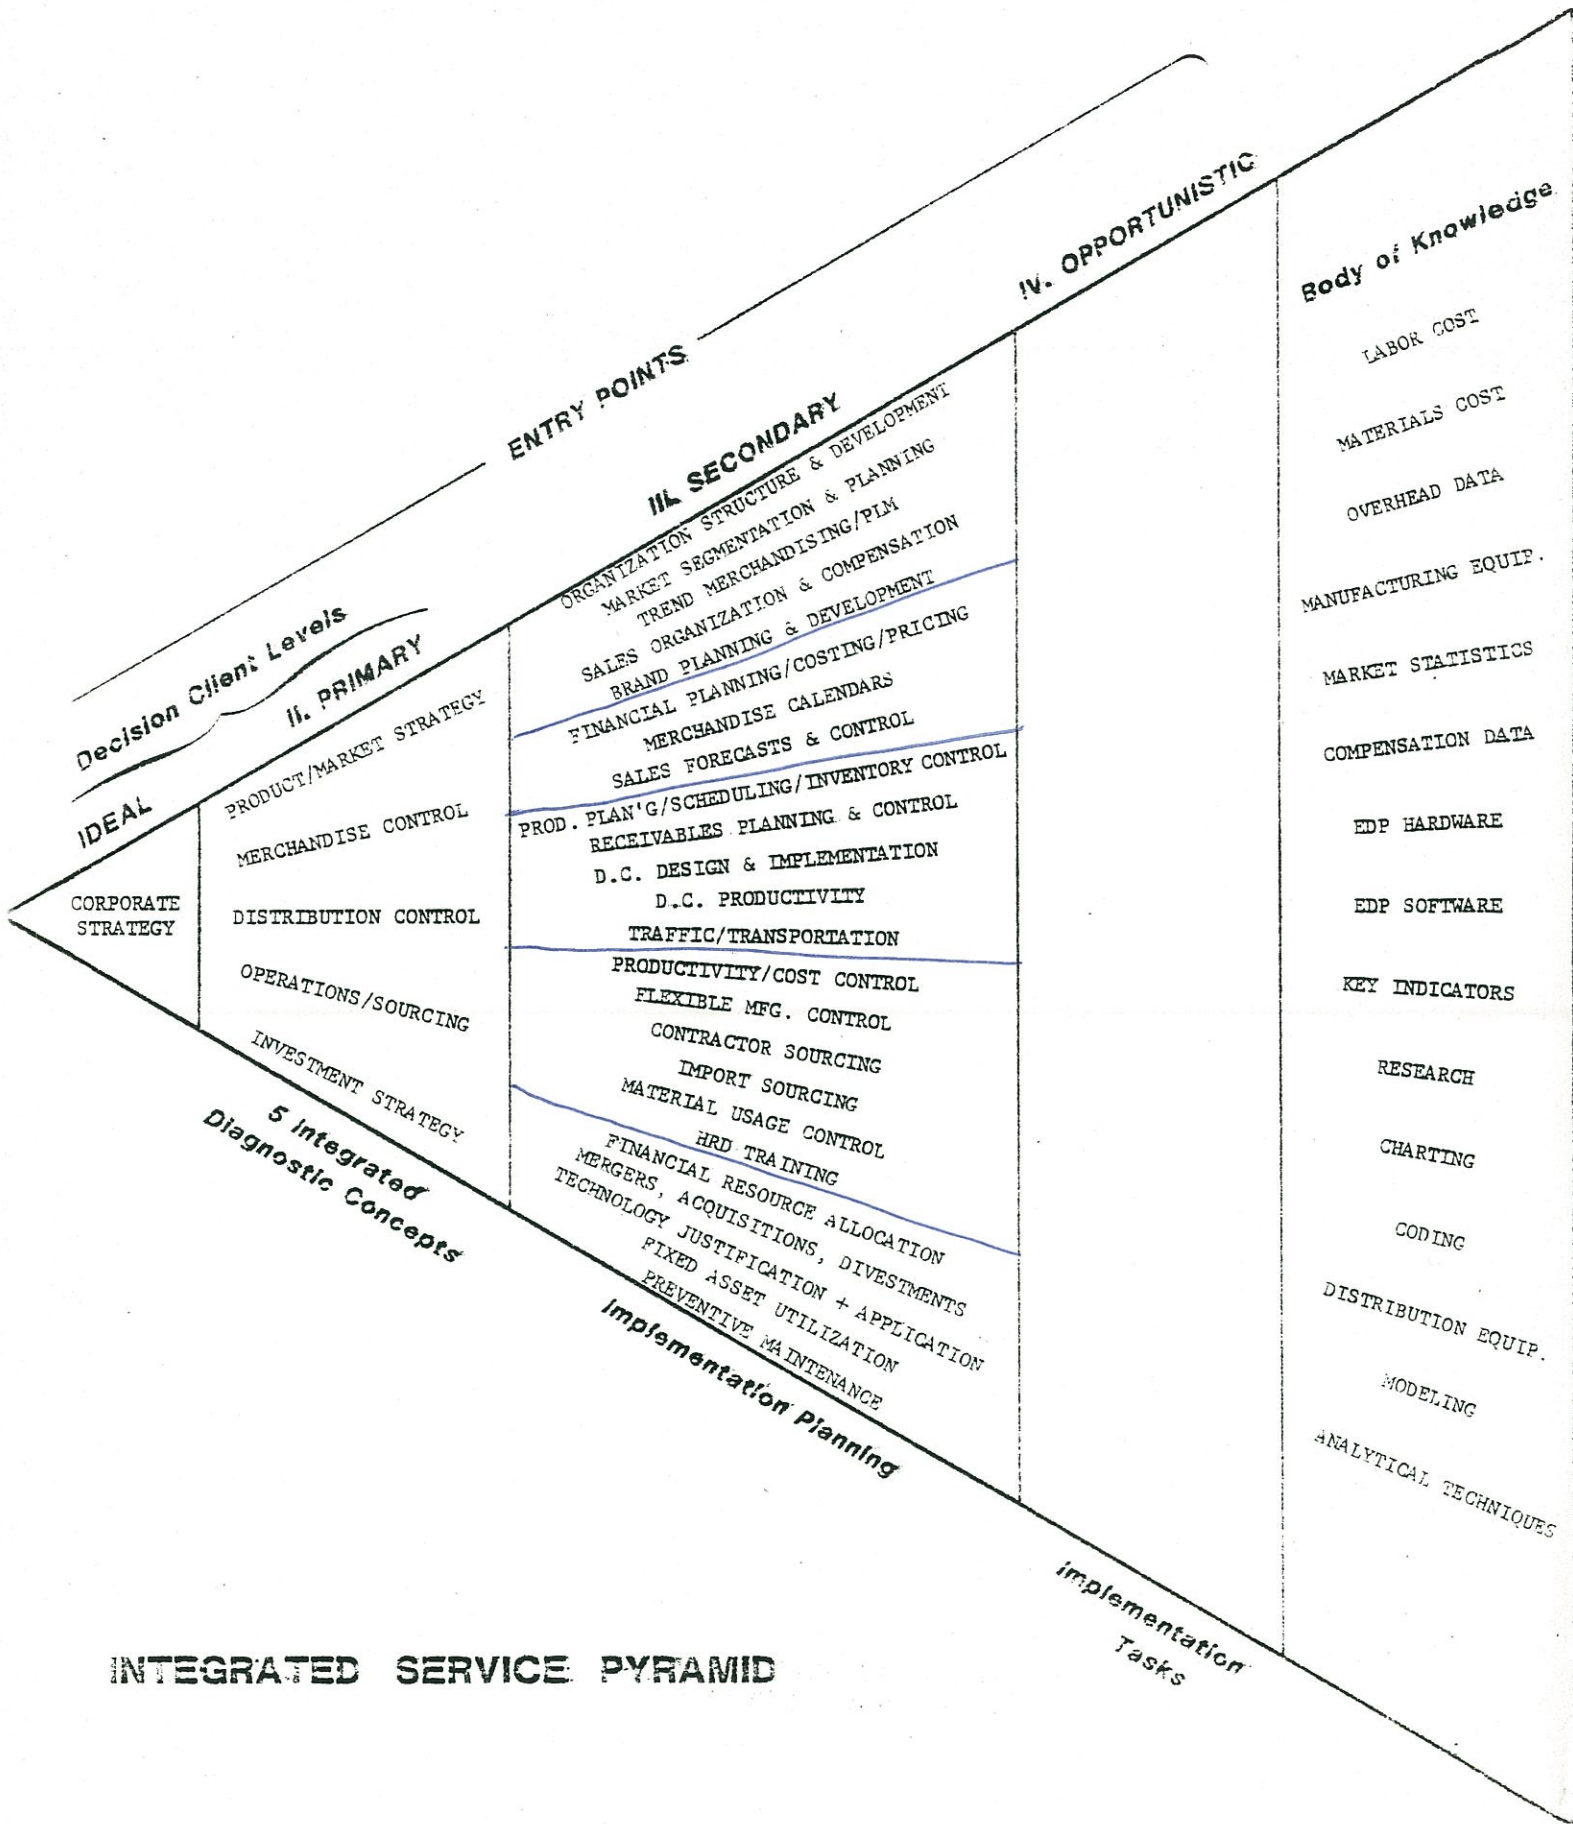 ENTRY POINTS
Decision Client Levels
IDEAL
II. PRIMARY
III. SECONDARY
IV. OPPORTUNISTIC
Body of Knowledge
CORPORATE
STRATEGY
PRODUCT/MARKET STRATEGY
MERCHANDISE CONTROL
DISTRIBUTION CONTROL
OPERATIONS/SOURCING
INVESTMENT STRATEGY
ORGANIZATION STRUCTURE & DEVELOPMENT
MARKET SEGMENTATION & PLANNING
TREND MERCHANDISING/PLM
SALES ORGANIZATION & COMPENSATION
BRAND PLANNING & DEVELOPMENT
FINANCIAL PLANNING/COSTING/PRICING
MERCHANDISE CALENDARS
SALES FORECASTS & CONTROL
PROD. PLAN'G/SCHEDULING/INVENTORY CONTROL
RECEIVABLES PLANNING & CONTROL
D.C. DESIGN & IMPLEMENTATION
D.C. PRODUCTIVITY
TRAFFIC/TRANSPORTATION
PRODUCTIVITY/COST CONTROL
FLEXIBLE MFG. CONTROL
CONTRACTOR SOURCING
IMPORT SOURCING
MATERIAL USAGE CONTROL
HRD TRAINING
FINANCIAL RESOURCE ALLOCATION
MERGERS, ACQUISITIONS, DIVESTMENTS
TECHNOLOGY JUSTIFICATION + APPLICATION
FIXED ASSET UTILIZATION
PREVENTIVE MAINTENANCE
LABOR COST
MATERIALS COST
OVERHEAD DATA
MANUFACTURING EQUIP.
MARKET STATISTICS
COMPENSATION DATA
EDP HARDWARE
EDP SOFTWARE
KEY INDICATORS
RESEARCH
CHARTING
CODING
DISTRIBUTION EQUIP.
MODELING
ANALYTICAL TECHNIQUES
5 Integrated
Diagnostic Concepts
Implementation Planning
Implementation
Tasks
INTEGRATED SERVICE PYRAMID